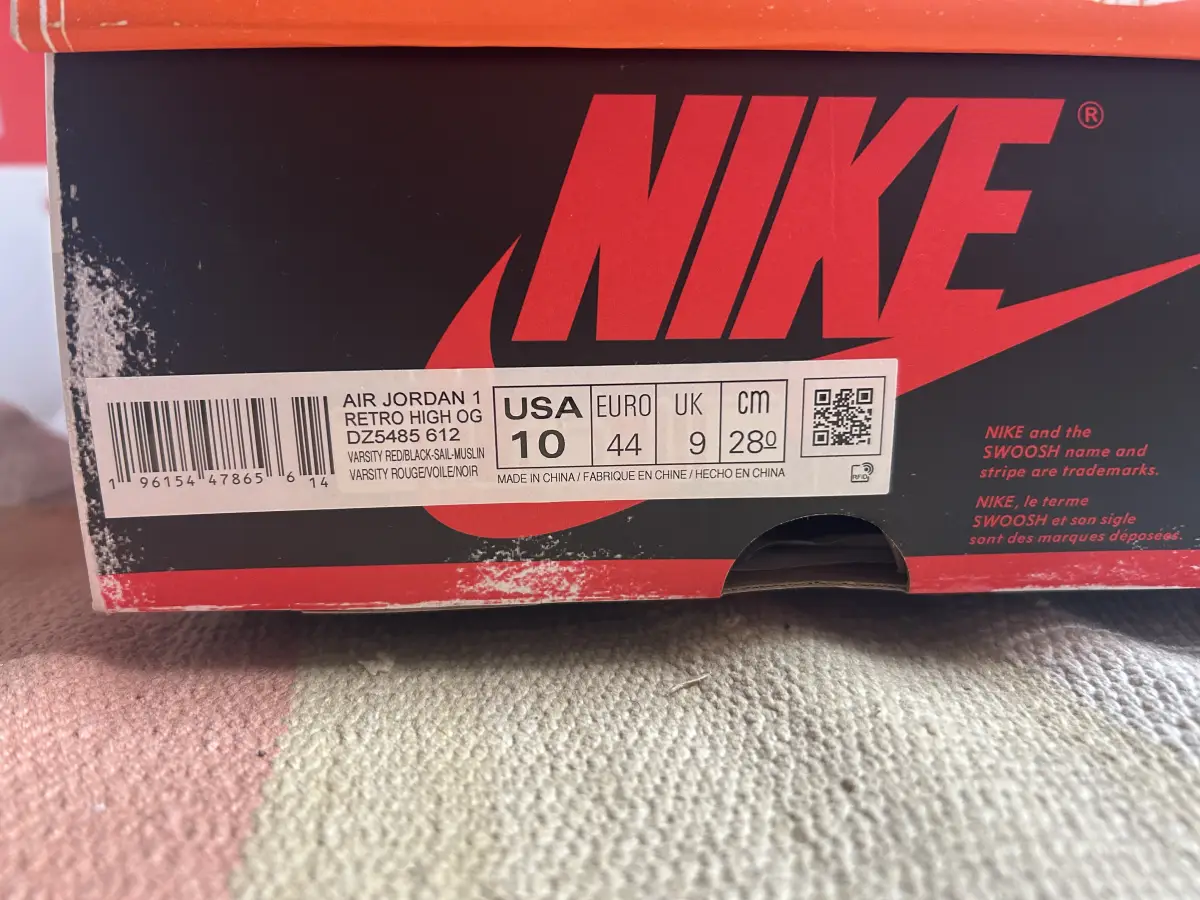 NIKE®
AIR JORDAN 1
RETRO HIGH OG
DZ5485 612
VARSITY RED/BLACK-SAIL-MUSLIN
VARSITY ROUGE/VOILE/NOIR
1 96154 47865 6 14
USA EURO UK cm
10 44 9 280
MADE IN CHINA / FABRIQUE EN CHINE / HECHO EN CHINA
RFID
NIKE and the
SWOOSH name and
stripe are trademarks.
NIKE, le terme
SWOOSH et son sigle
sont des marques déposées.